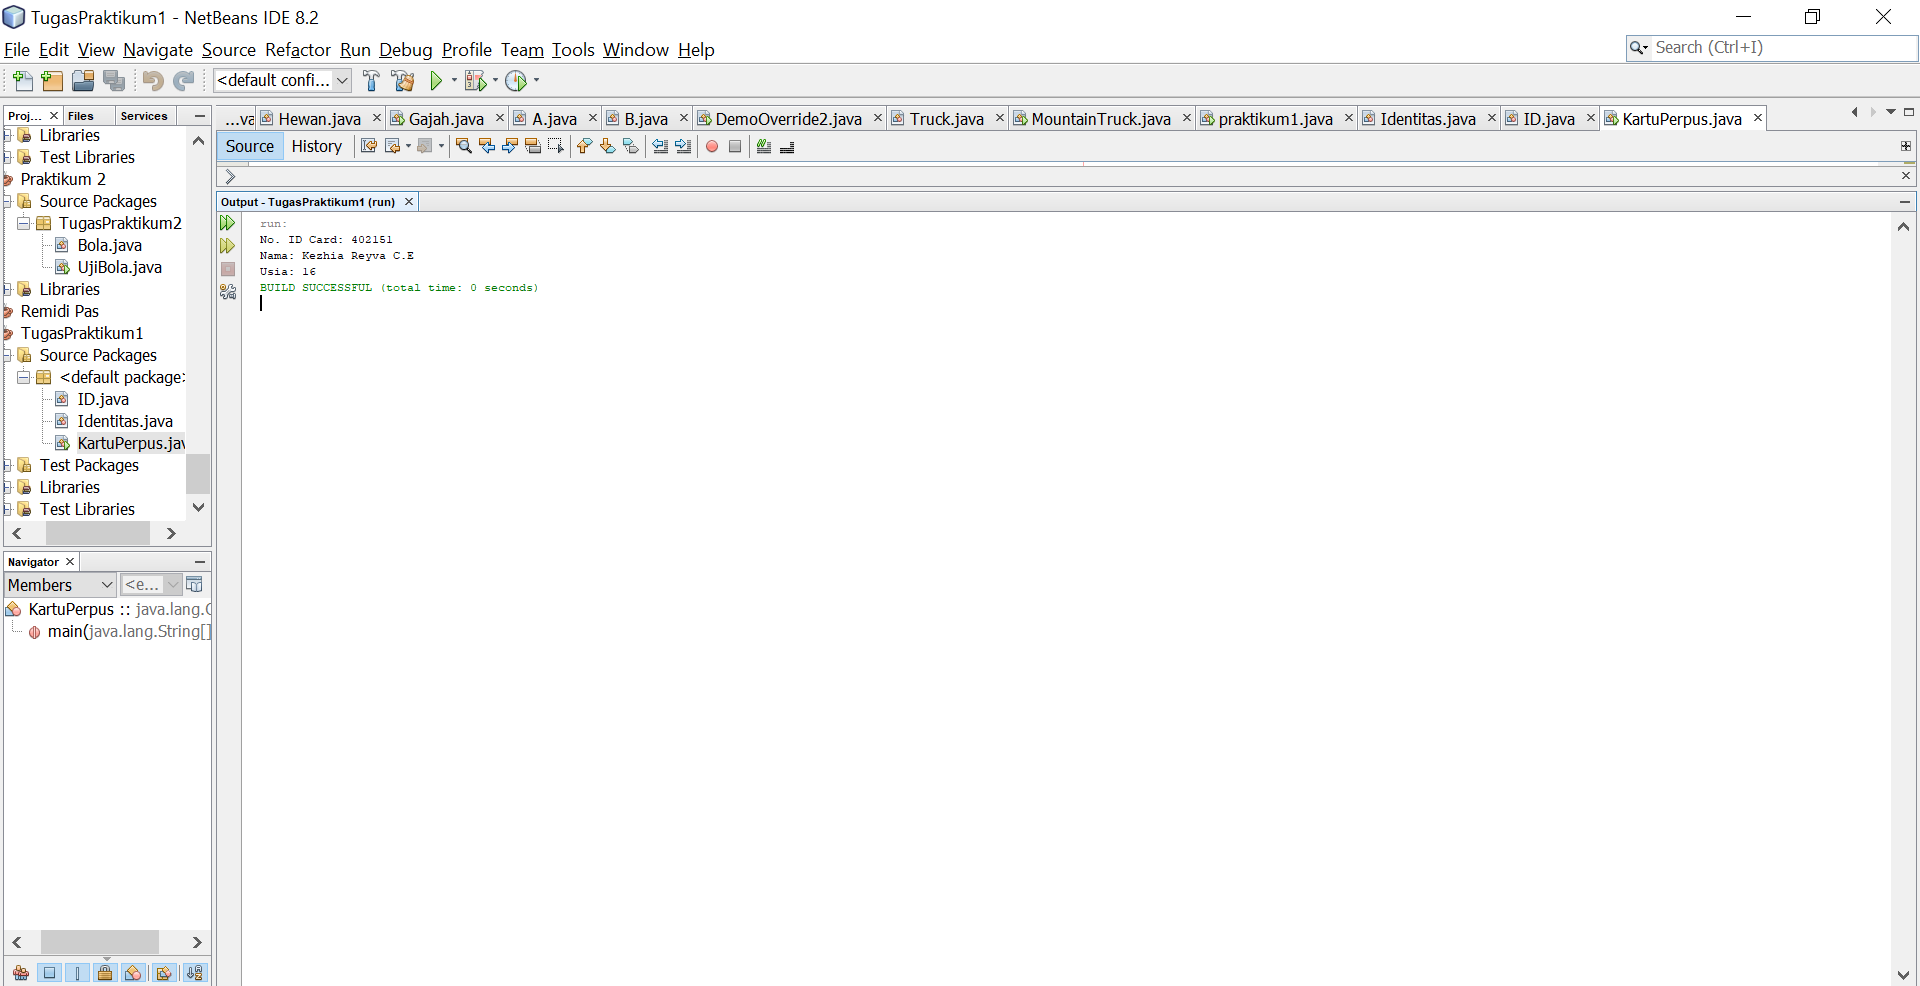 TugasPraktikum1 - NetBeans IDE 8.2
File Edit View Navigate Source Refactor Run Debug Profile Team Tools Window Help
Search (Ctrl+I)
<default confi...
Proj... Files Services
Libraries
Test Libraries
Praktikum 2
Source Packages
TugasPraktikum2
Bola.java
UjiBola.java
Libraries
Remidi Pas
TugasPraktikum1
Source Packages
<default package>
ID.java
Identitas.java
KartuPerpus.jav
Test Packages
Libraries
Test Libraries
Navigator
Members <e...
KartuPerpus :: java.lang.O
main(java.lang.String[]
...va Hewan.java Gajah.java A.java B.java DemoOverride2.java Truck.java MountainTruck.java praktikum1.java Identitas.java ID.java KartuPerpus.java
Source History
Output - TugasPraktikum1 (run)
run:
No. ID Card: 402151
Nama: Kezhia Reyva C.E
Usia: 16
BUILD SUCCESSFUL (total time: 0 seconds)